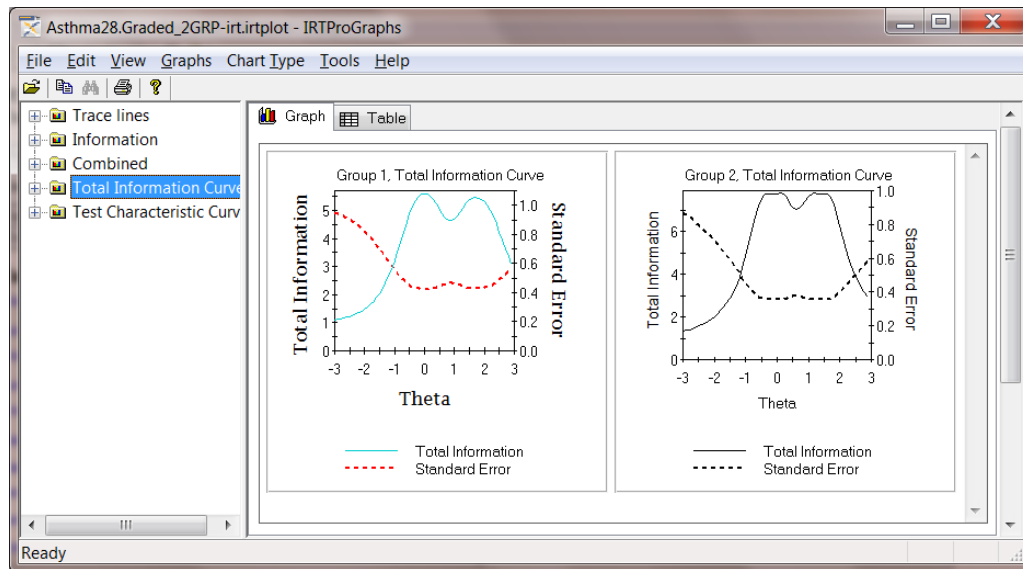 Asthma28.Graded_2GRP-irt.irtplot - IRTProGraphs
File Edit View Graphs Chart Type Tools Help
Trace lines
Information
Combined
Total Information Curve
Test Characteristic Curv
Graph
Table
Group 1, Total Information Curve
Total Information
5
4
3
2
1
0
1.0
0.8
0.6
0.4
0.2
0.0
Standard Error
-3 -2 -1 0 1 2 3
Theta
Total Information
Standard Error
Group 2, Total Information Curve
Total Information
6
4
2
0
1.0
0.8
0.6
0.4
0.2
0.0
Standard Error
-3 -2 -1 0 1 2 3
Theta
Total Information
Standard Error
Ready